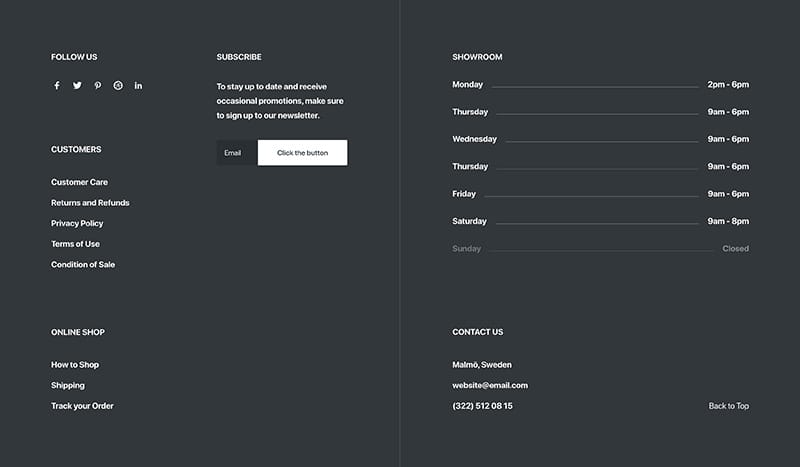 FOLLOW US
CUSTOMERS
Customer Care
Returns and Refunds
Privacy Policy
Terms of Use
Condition of Sale
ONLINE SHOP
How to Shop
Shipping
Track your Order
SUBSCRIBE
To stay up to date and receive
occasional promotions, make sure
to sign up to our newsletter.
Email Click the button
SHOWROOM
Monday 2pm - 6pm
Thursday 9am - 6pm
Wednesday 9am - 6pm
Thursday 9am - 6pm
Friday 9am - 6pm
Saturday 9am - 8pm
Sunday Closed
CONTACT US
Malmö, Sweden
website@email.com
(322) 512 08 15
Back to Top